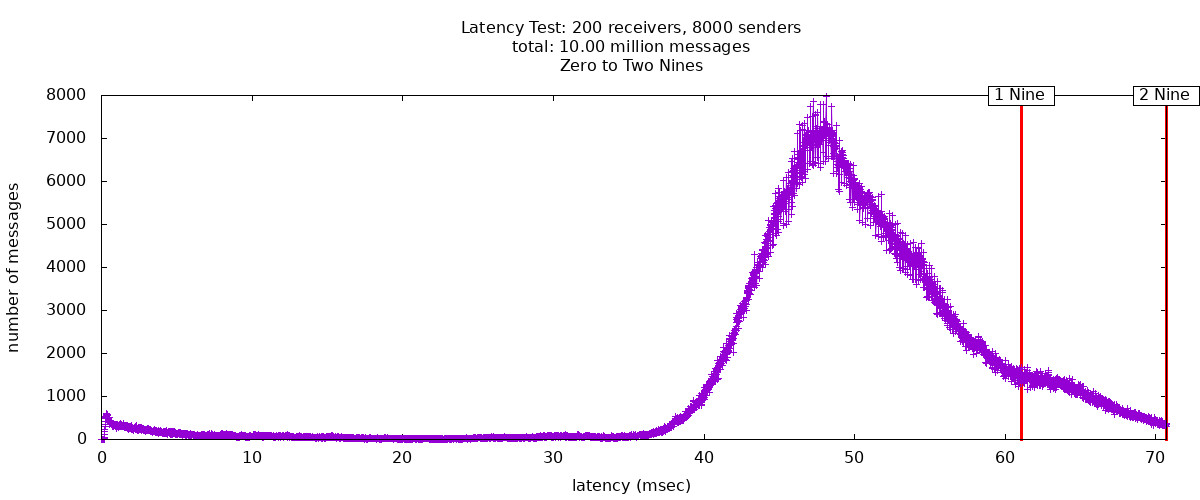 Latency Test: 200 receivers, 8000 senders
total: 10.00 million messages
Zero to Two Nines
1 Nine
2 Nine
8000
7000
6000
5000
4000
3000
2000
1000
0
number of messages
0 10 20 30 40 50 60 70
latency (msec)